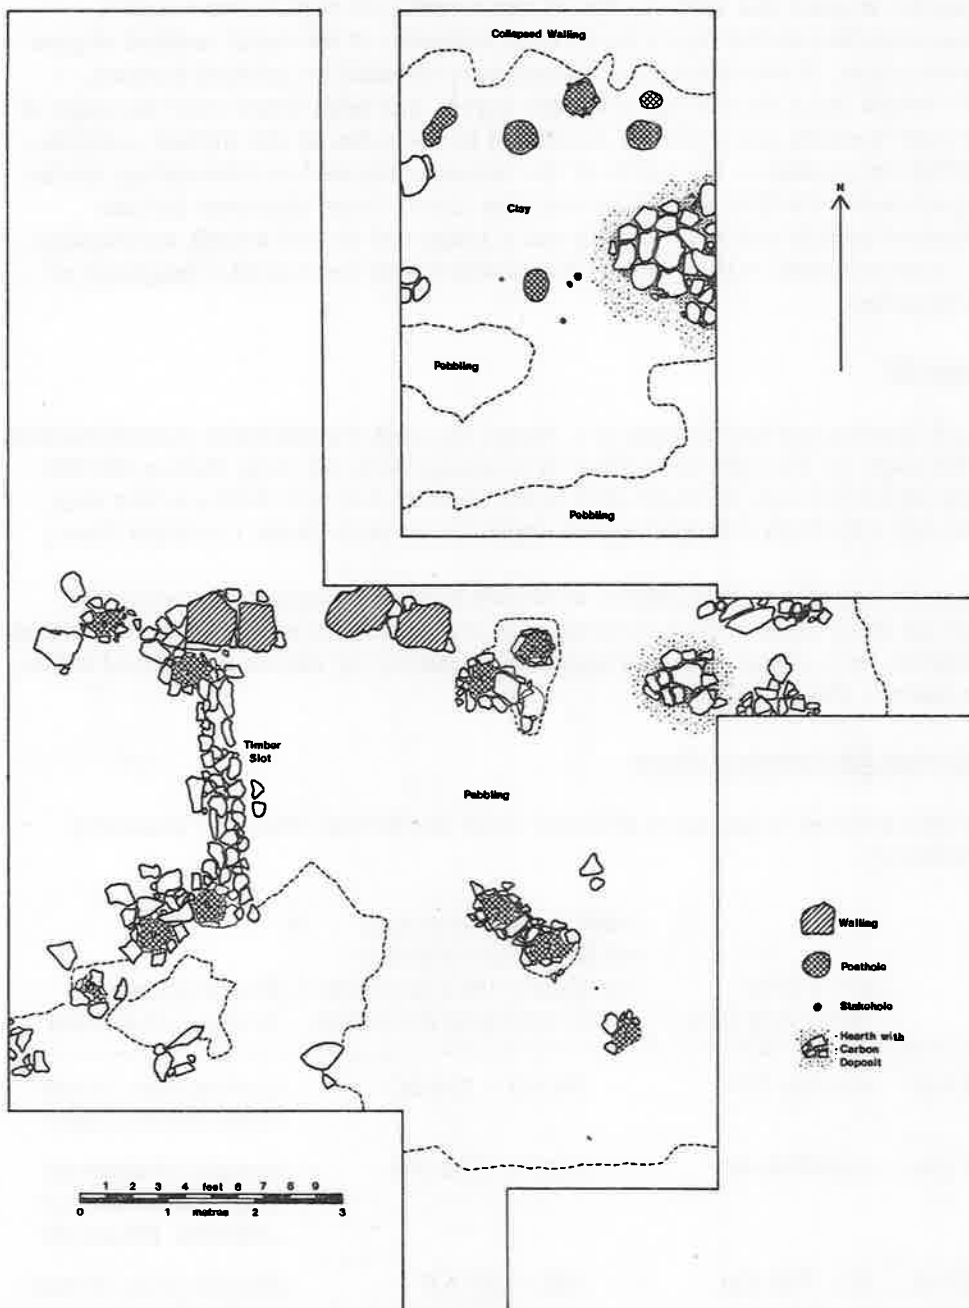 Collapsed Walling
N
Clay
Pebbling
Pebbling
Timber
Slot
Pebbling
Walling
Posthole
Stakehole
Hearth with
Carbon
Deposit
1 2 3 4 feet 6 7 8 9
0 1 metres 2 3